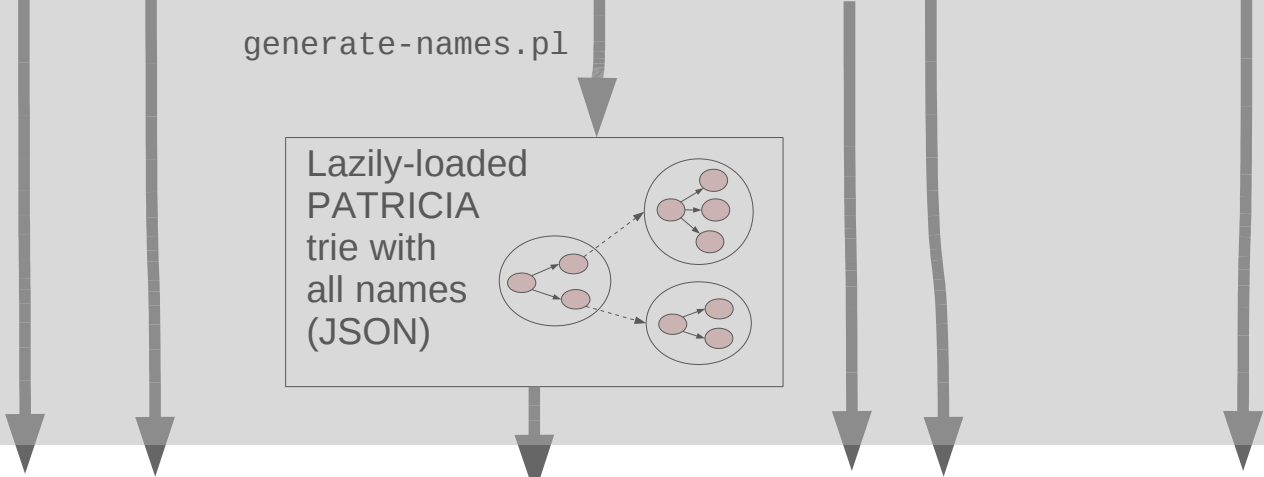 generate-names.pl
Lazily-loaded
PATRICIA
trie with
all names
(JSON)